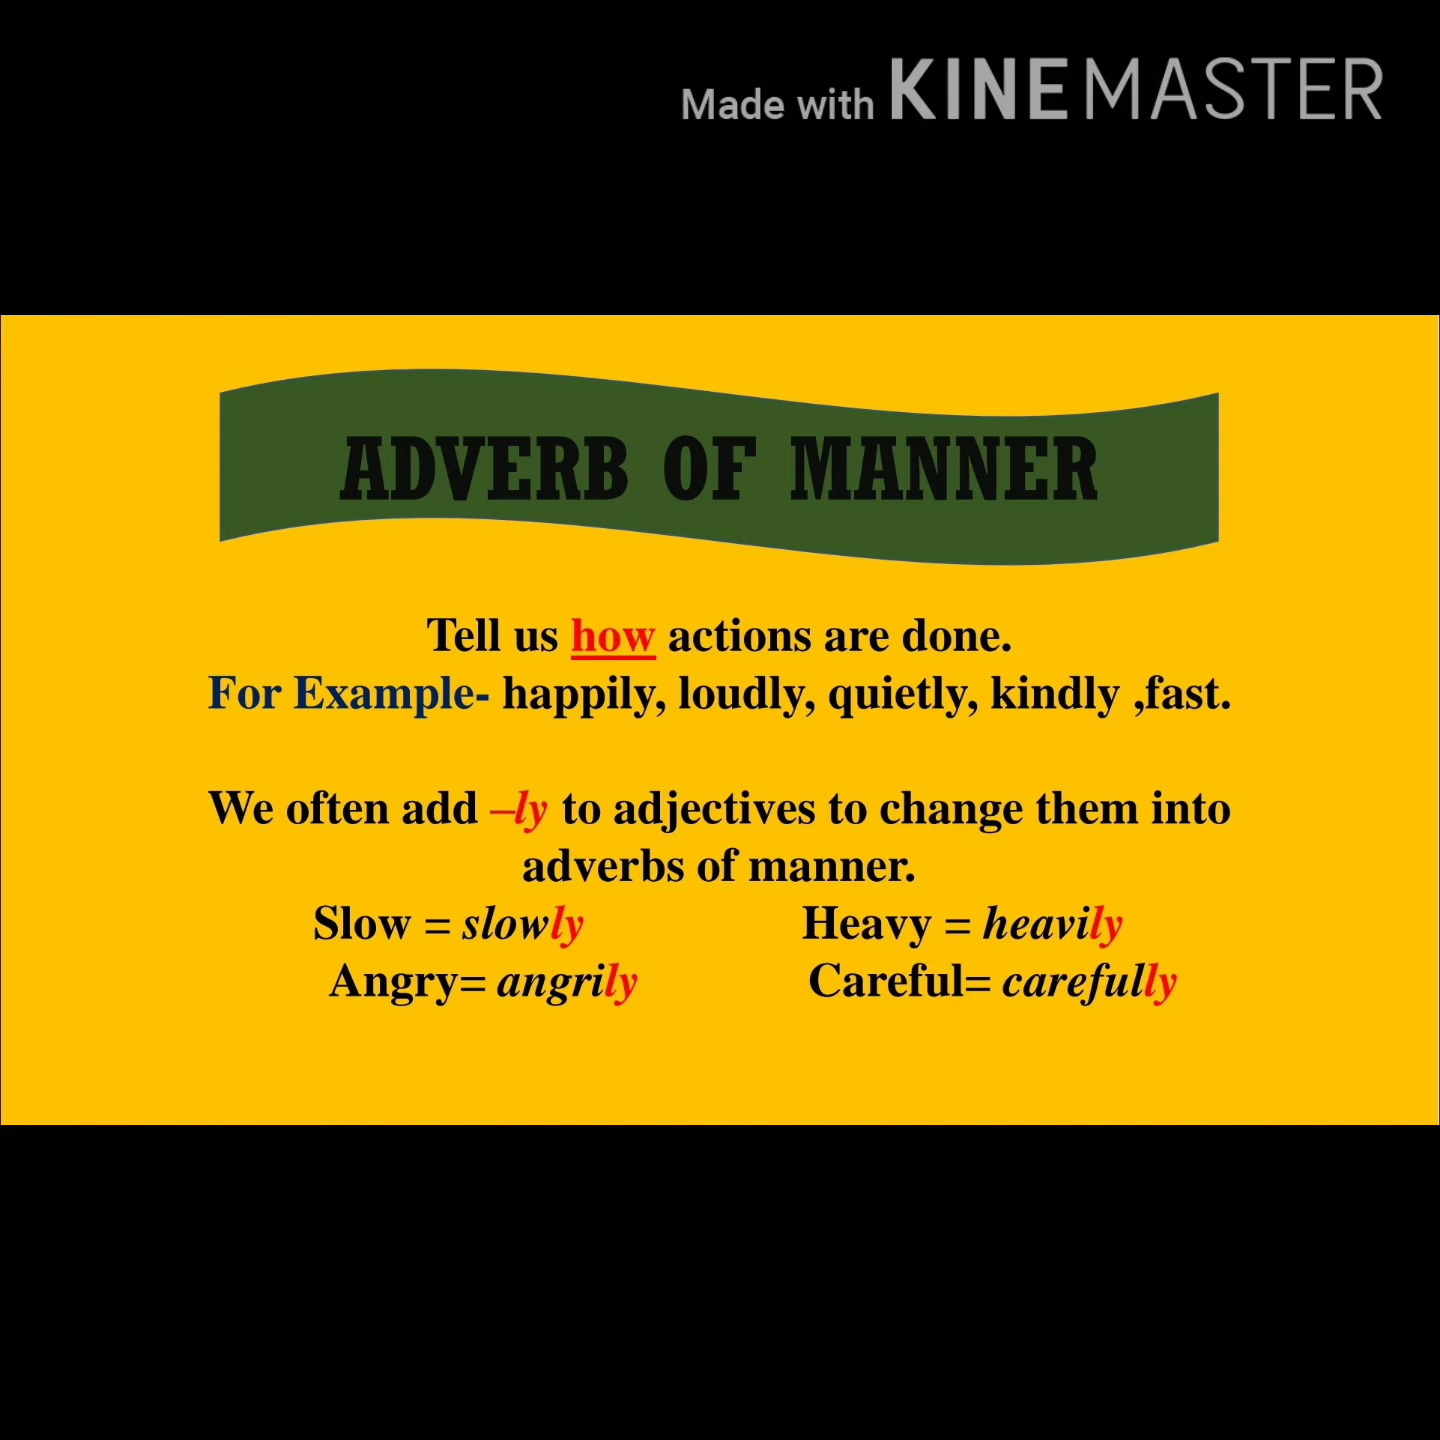 Made with KINEMASTER
ADVERB OF MANNER
Tell us how actions are done.
For Example- happily, loudly, quietly, kindly ,fast.
We often add –ly to adjectives to change them into
adverbs of manner.
Slow = slowly Heavy = heavily
Angry= angrily Careful= carefully